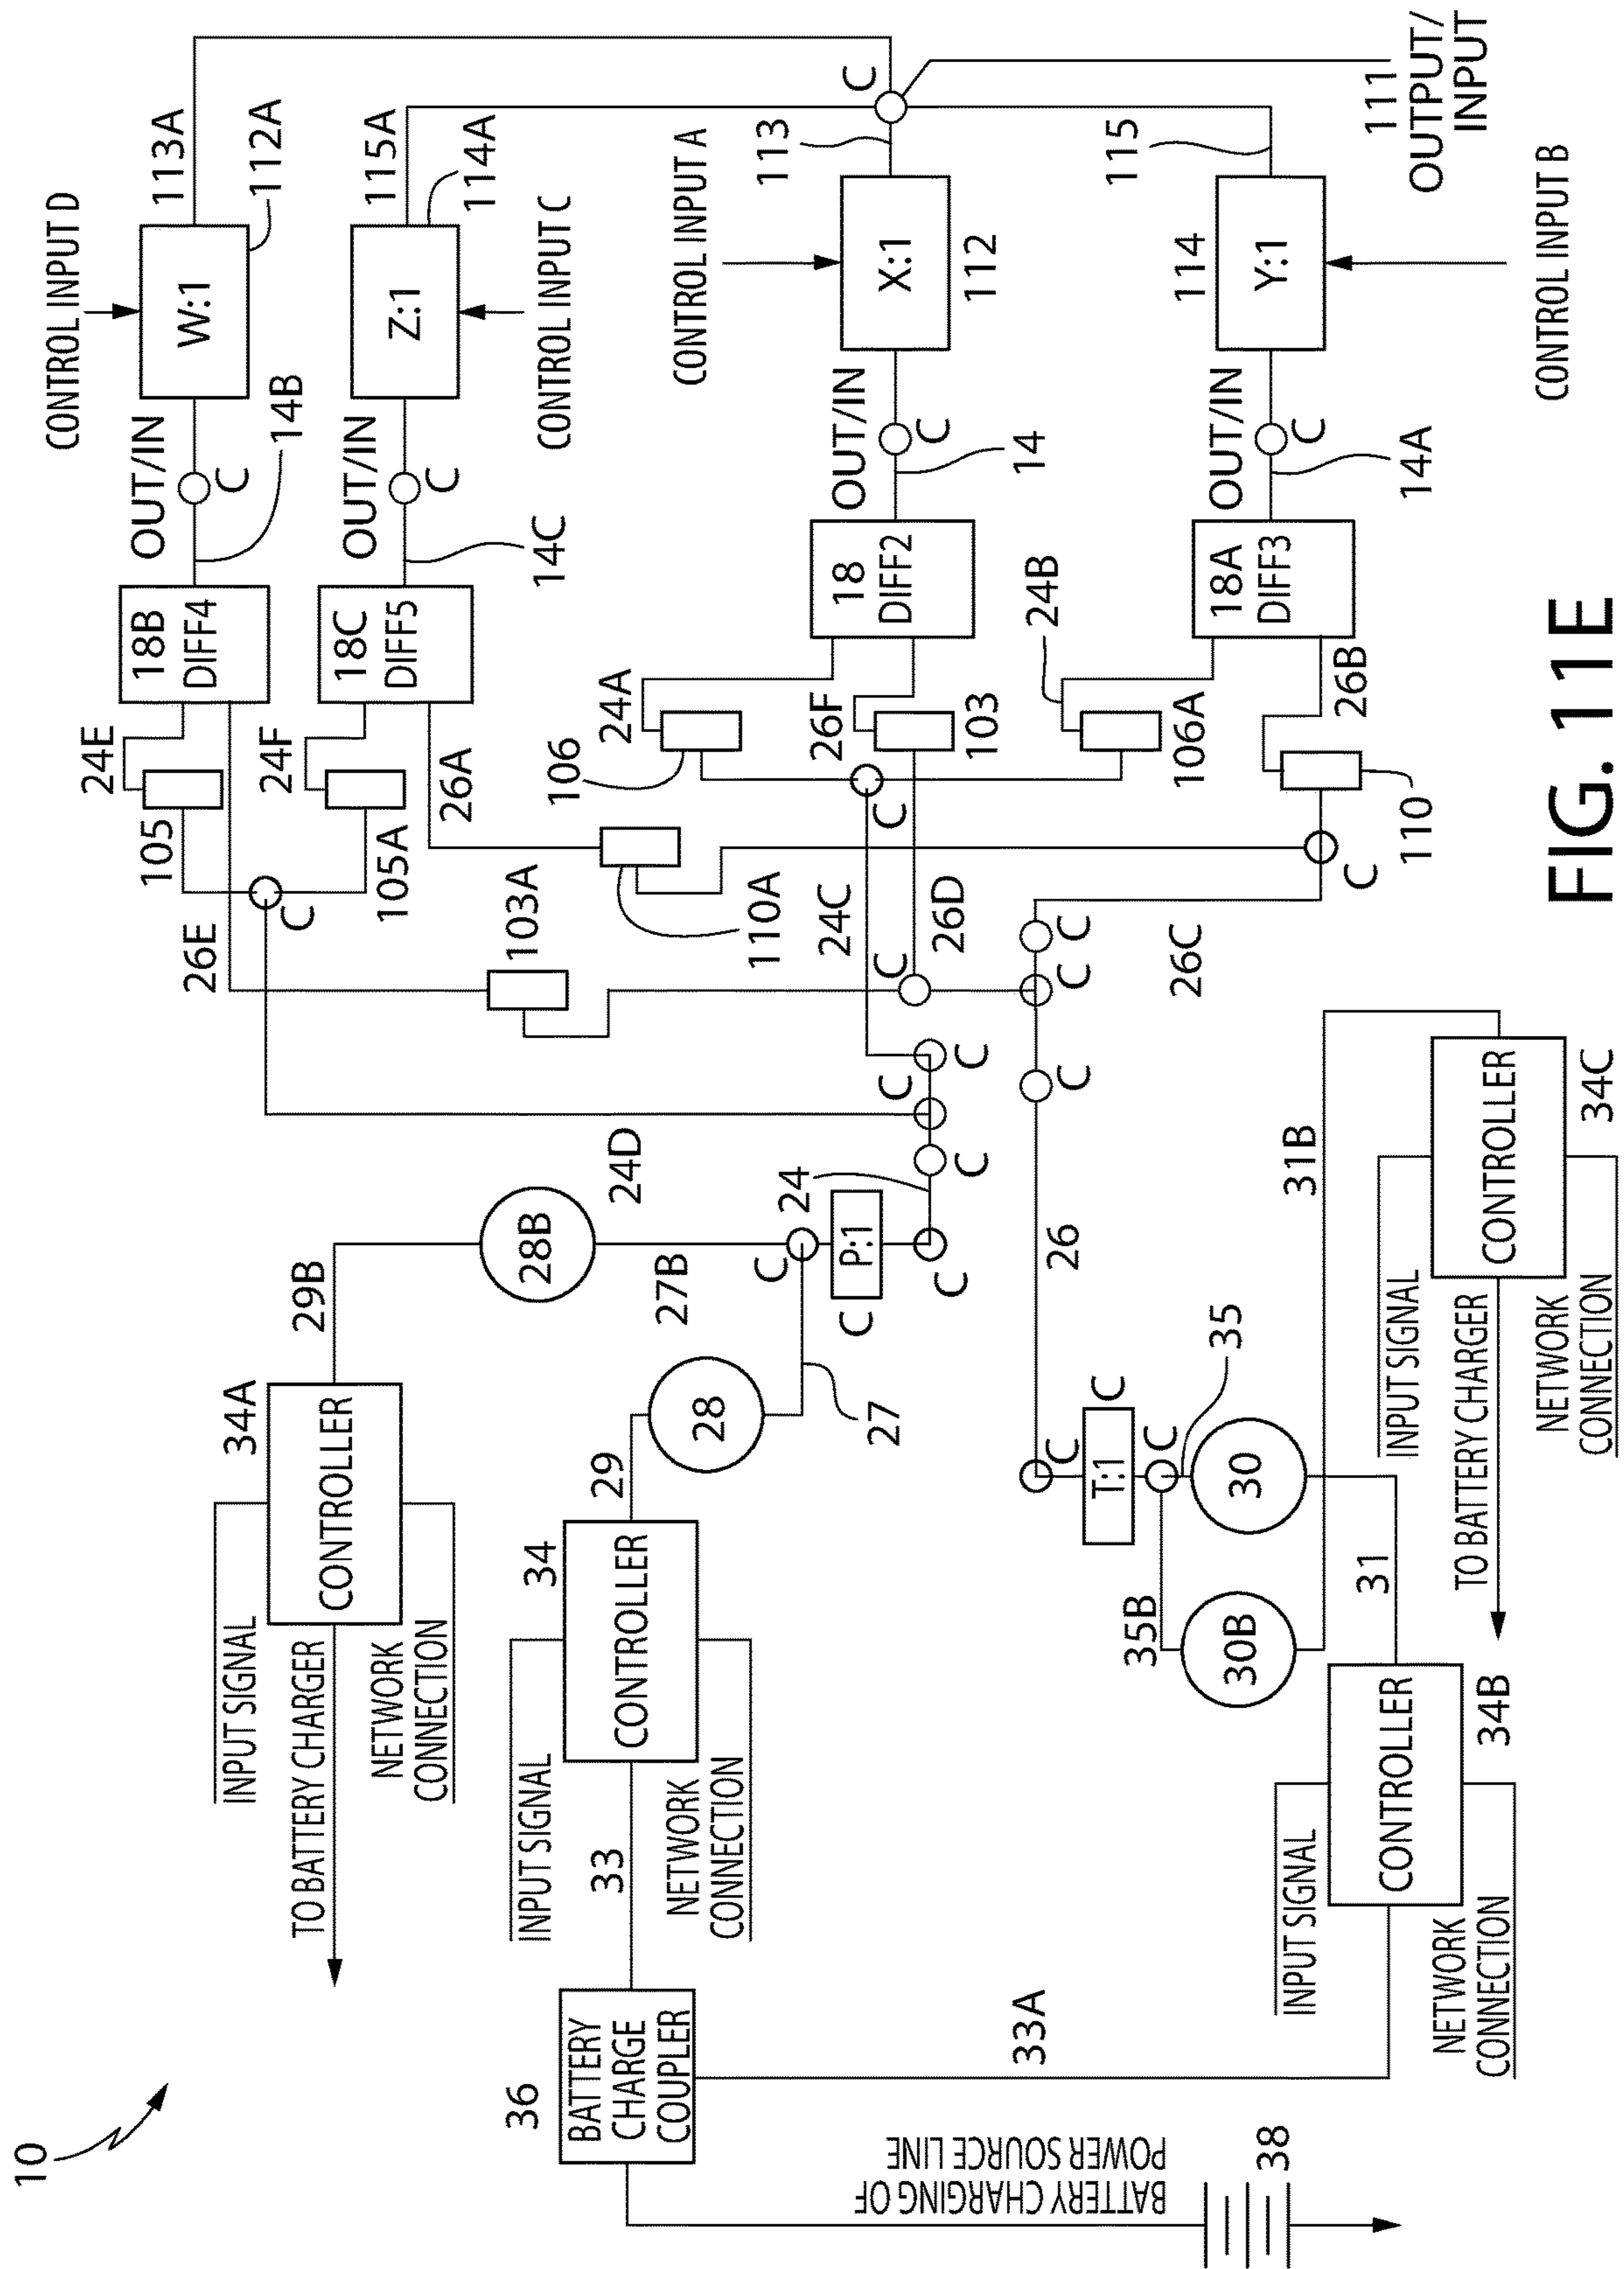 10
36
BATTERY
CHARGE
COUPLER
BATTERY CHARGING OF
POWER SOURCE LINE
38
33
33A
INPUT SIGNAL
TO BATTERY CHARGER
NETWORK
CONNECTION
CONTROLLER
34A
29B
28B
27B
24D
INPUT SIGNAL
NETWORK
CONNECTION
CONTROLLER
34
29
28
27
C
P:1
C
24
C
C
C
C
INPUT SIGNAL
NETWORK
CONNECTION
CONTROLLER
34B
31
30
30B
35B
35
C
T:1
C
C
26
31B
INPUT SIGNAL
TO BATTERY CHARGER
NETWORK
CONNECTION
CONTROLLER
34C
C
C
C
26C
C
26E
103A
C
105
105A
24E
24F
26A
110A
24C
26D
C
C
106
24A
26F
103
24B
106A
26B
110
18B
DIFF4
18C
DIFF5
18
DIFF2
18A
DIFF3
OUT/IN
C
14B
OUT/IN
C
14C
OUT/IN
C
14
OUT/IN
C
14A
CONTROL INPUT D
W:1
112A
113A
CONTROL INPUT C
Z:1
114A
115A
CONTROL INPUT A
X:1
112
113
CONTROL INPUT B
Y:1
114
115
C
111
OUTPUT/
INPUT
FIG. 11E